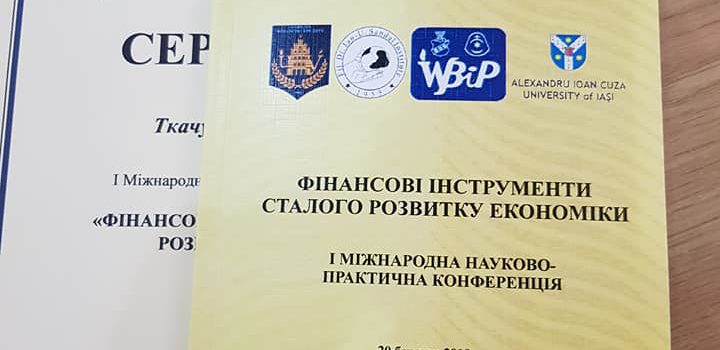 СЕР
Ткачу
І Міжнародн
«ФІНАНСО
РОЗ
WBiP
ALEXANDRU IOAN CUZA
UNIVERSITY of IAŞI
ФІНАНСОВІ ІНСТРУМЕНТИ
СТАЛОГО РОЗВИТКУ ЕКОНОМІКИ
І МІЖНАРОДНА НАУКОВО-
ПРАКТИЧНА КОНФЕРЕНЦІЯ